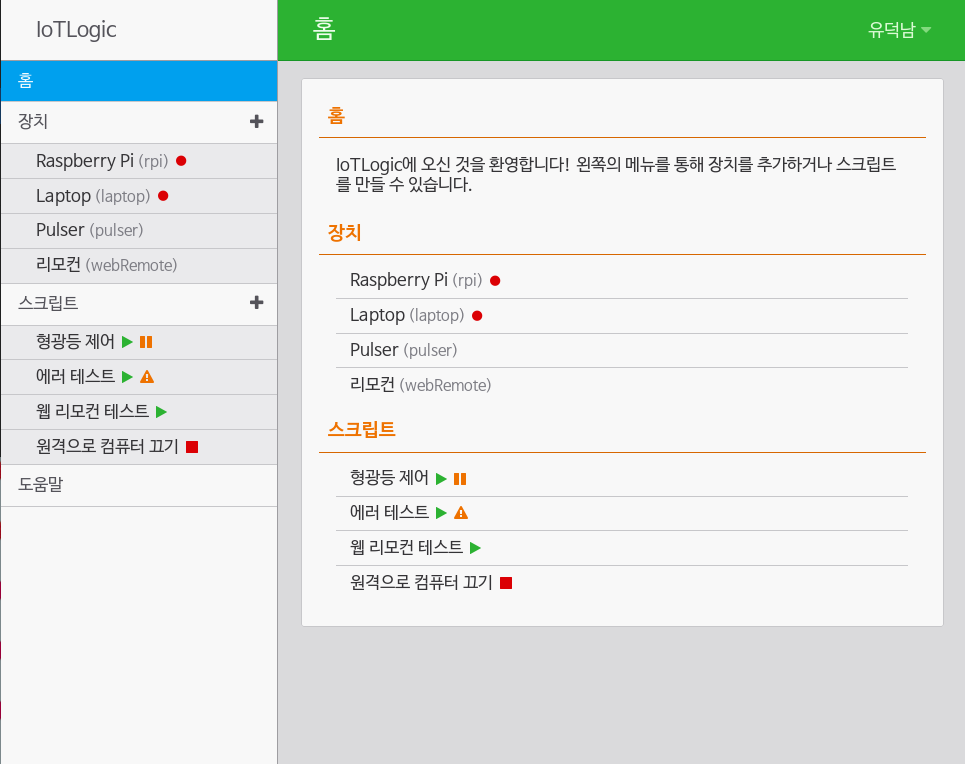 IoTLogic
홈
장치
Raspberry Pi (rpi)
Laptop (laptop)
Pulser (pulser)
리모컨 (webRemote)
스크립트
형광등 제어
에러 테스트
웹 리모컨 테스트
원격으로 컴퓨터 끄기
도움말
홈
유덕남
홈
IoTLogic에 오신 것을 환영합니다! 왼쪽의 메뉴를 통해 장치를 추가하거나 스크립트
를 만들 수 있습니다.
장치
Raspberry Pi (rpi)
Laptop (laptop)
Pulser (pulser)
리모컨 (webRemote)
스크립트
형광등 제어
에러 테스트
웹 리모컨 테스트
원격으로 컴퓨터 끄기